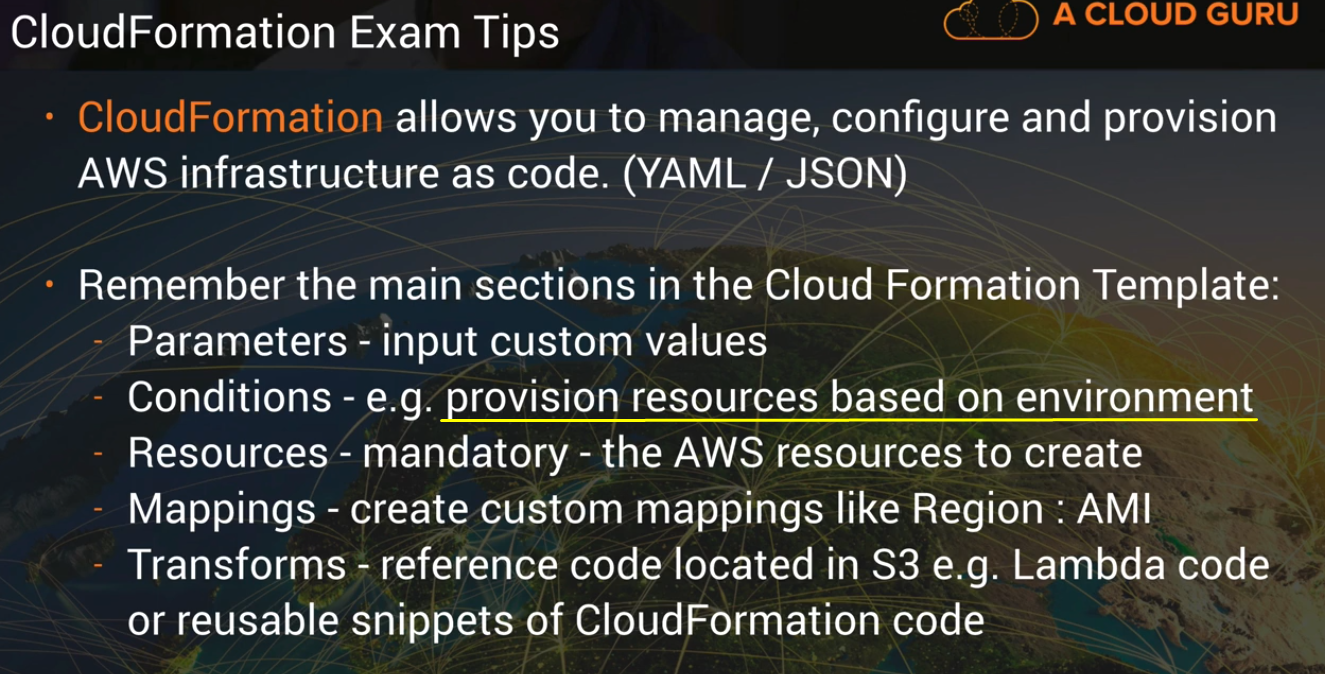 CloudFormation Exam Tips
A CLOUD GURU
• CloudFormation allows you to manage, configure and provision
AWS infrastructure as code. (YAML / JSON)
• Remember the main sections in the Cloud Formation Template:
- Parameters - input custom values
- Conditions - e.g. provision resources based on environment
- Resources - mandatory - the AWS resources to create
- Mappings - create custom mappings like Region : AMI
- Transforms - reference code located in S3 e.g. Lambda code
or reusable snippets of CloudFormation code